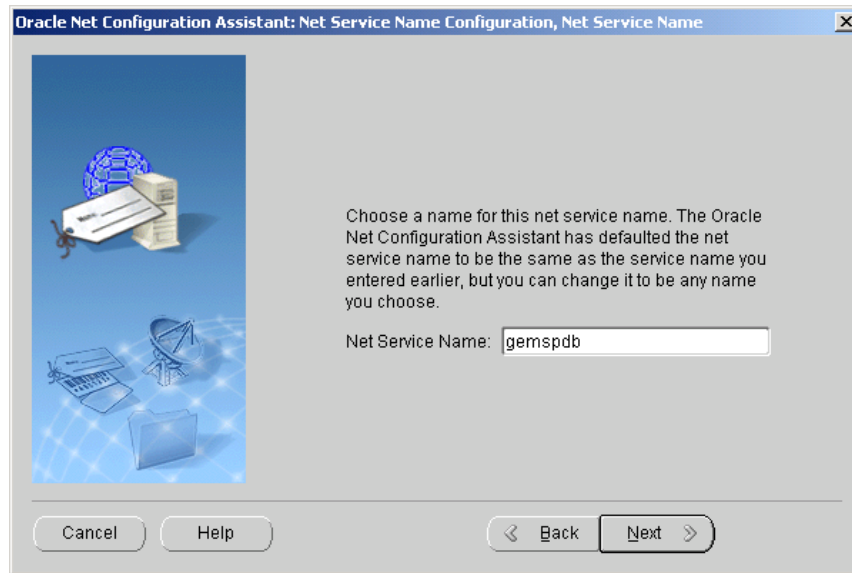 Oracle Net Configuration Assistant: Net Service Name Configuration, Net Service Name
Choose a name for this net service name. The Oracle
Net Configuration Assistant has defaulted the net
service name to be the same as the service name you
entered earlier, but you can change it to be any name
you choose.
Net Service Name: gemspdb
Cancel Help Back Next